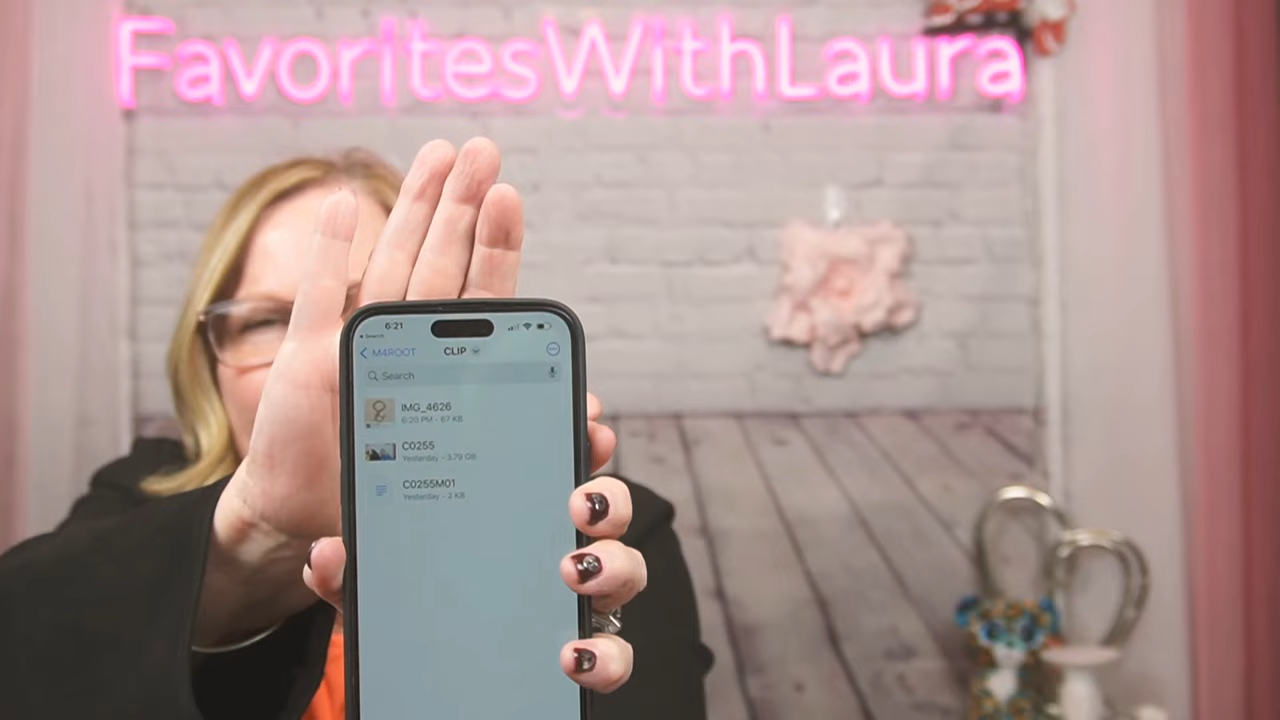 FavoritesWithLaura
6:21
Search
M4ROOT
CLIP
Search
IMG_4626
6:20 PM - 67 KB
C0255
Yesterday - 3.79 GB
C0255M01
Yesterday - 2 KB